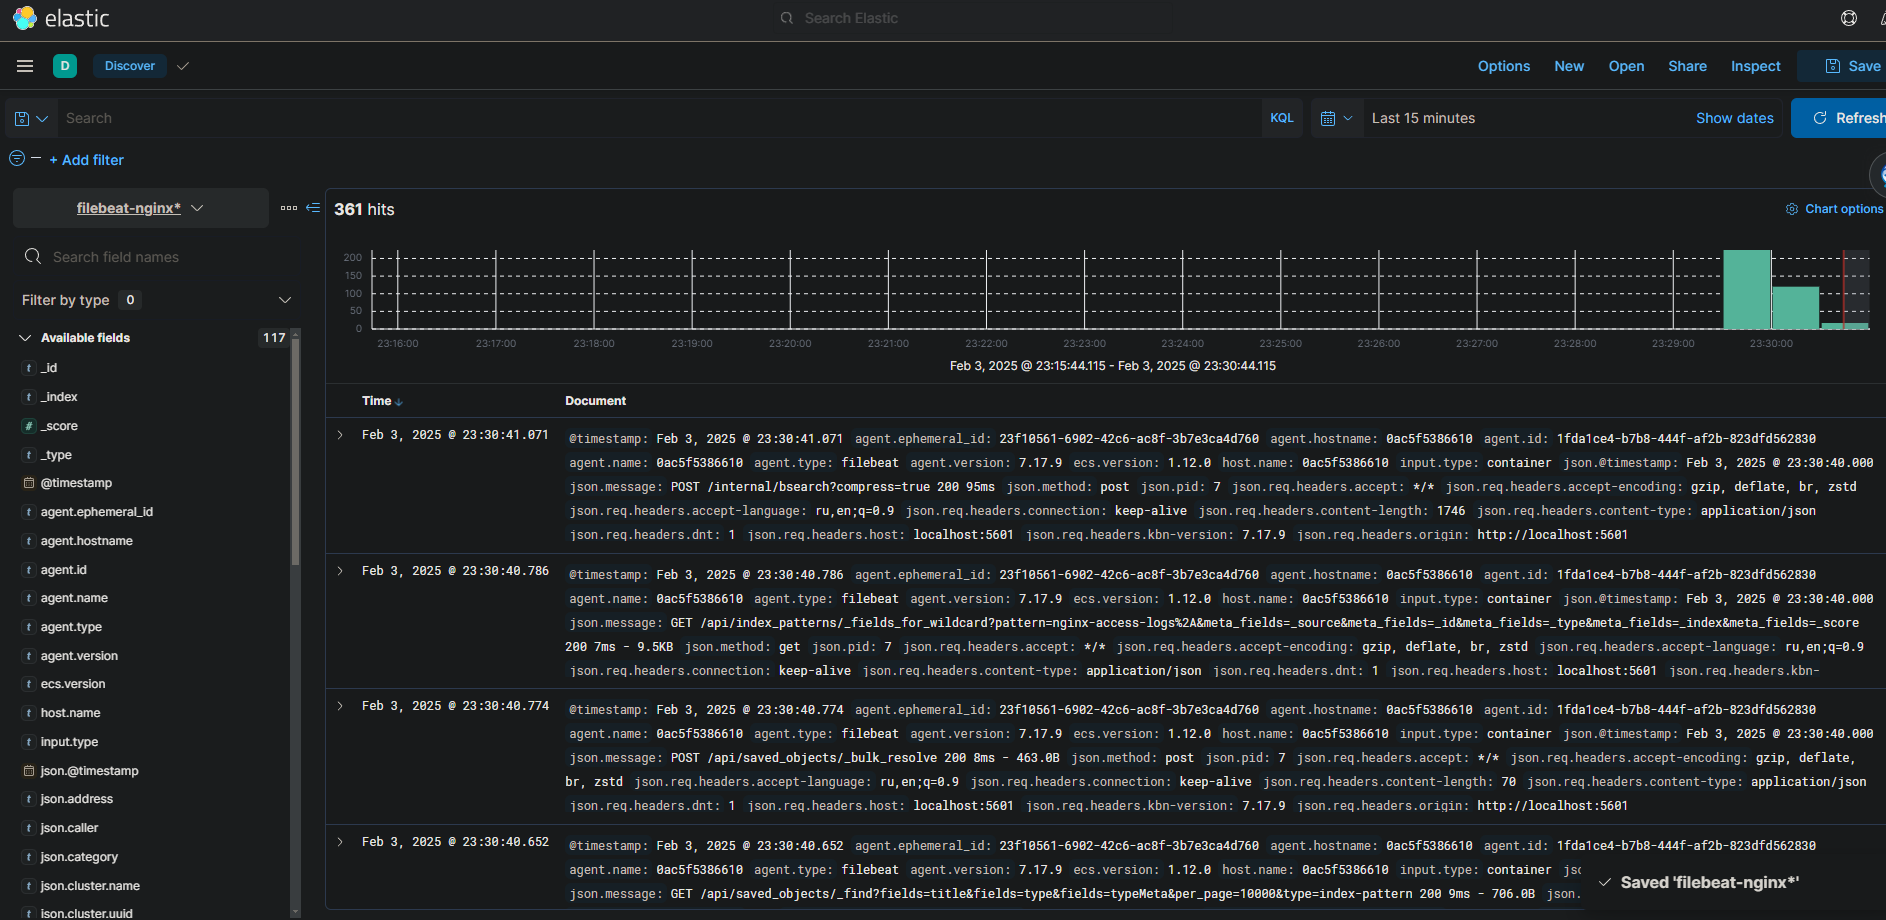 elastic
Search Elastic
D Discover Options New Open Share Inspect Save
Search KQL Last 15 minutes Show dates Refresh
+ Add filter
filebeat-nginx*
361 hits
Chart options
Search field names
Filter by type 0
Available fields 117
_id
_index
_score
_type
@timestamp
agent.ephemeral_id
agent.hostname
agent.id
agent.name
agent.type
agent.version
ecs.version
host.name
input.type
json.@timestamp
json.address
json.caller
json.category
json.cluster.name
json.cluster.uuid
200
150
100
50
0
23:16:00 23:17:00 23:18:00 23:19:00 23:20:00 23:21:00 23:22:00 23:23:00 23:24:00 23:25:00 23:26:00 23:27:00 23:28:00 23:29:00 23:30:00
Feb 3, 2025 @ 23:15:44.115 - Feb 3, 2025 @ 23:30:44.115
Time Document
Feb 3, 2025 @ 23:30:41.071
@timestamp: Feb 3, 2025 @ 23:30:41.071 agent.ephemeral_id: 23f10561-6902-42c6-ac8f-3b7e3ca4d760 agent.hostname: 0ac5f5386610 agent.id: 1fda1ce4-b7b8-444f-af2b-823dfd562830
agent.name: 0ac5f5386610 agent.type: filebeat agent.version: 7.17.9 ecs.version: 1.12.0 host.name: 0ac5f5386610 input.type: container json.@timestamp: Feb 3, 2025 @ 23:30:40.000
json.message: POST /internal/bsearch?compress=true 200 95ms json.method: post json.pid: 7 json.req.headers.accept: */* json.req.headers.accept-encoding: gzip, deflate, br, zstd
json.req.headers.accept-language: ru,en;q=0.9 json.req.headers.connection: keep-alive json.req.headers.content-length: 1746 json.req.headers.content-type: application/json
json.req.headers.dnt: 1 json.req.headers.host: localhost:5601 json.req.headers.kbn-version: 7.17.9 json.req.headers.origin: http://localhost:5601
Feb 3, 2025 @ 23:30:40.786
@timestamp: Feb 3, 2025 @ 23:30:40.786 agent.ephemeral_id: 23f10561-6902-42c6-ac8f-3b7e3ca4d760 agent.hostname: 0ac5f5386610 agent.id: 1fda1ce4-b7b8-444f-af2b-823dfd562830
agent.name: 0ac5f5386610 agent.type: filebeat agent.version: 7.17.9 ecs.version: 1.12.0 host.name: 0ac5f5386610 input.type: container json.@timestamp: Feb 3, 2025 @ 23:30:40.000
json.message: GET /api/index_patterns/_fields_for_wildcard?pattern=nginx-access-logs%2A&meta_fields=_source&meta_fields=_id&meta_fields=_type&meta_fields=_index&meta_fields=_score
200 7ms - 9.5KB json.method: get json.pid: 7 json.req.headers.accept: */* json.req.headers.accept-encoding: gzip, deflate, br, zstd json.req.headers.accept-language: ru,en;q=0.9
json.req.headers.connection: keep-alive json.req.headers.content-type: application/json json.req.headers.dnt: 1 json.req.headers.host: localhost:5601 json.req.headers.kbn-
Feb 3, 2025 @ 23:30:40.774
@timestamp: Feb 3, 2025 @ 23:30:40.774 agent.ephemeral_id: 23f10561-6902-42c6-ac8f-3b7e3ca4d760 agent.hostname: 0ac5f5386610 agent.id: 1fda1ce4-b7b8-444f-af2b-823dfd562830
agent.name: 0ac5f5386610 agent.type: filebeat agent.version: 7.17.9 ecs.version: 1.12.0 host.name: 0ac5f5386610 input.type: container json.@timestamp: Feb 3, 2025 @ 23:30:40.000
json.message: POST /api/saved_objects/_bulk_resolve 200 8ms - 463.0B json.method: post json.pid: 7 json.req.headers.accept: */* json.req.headers.accept-encoding: gzip, deflate,
br, zstd json.req.headers.accept-language: ru,en;q=0.9 json.req.headers.connection: keep-alive json.req.headers.content-length: 70 json.req.headers.content-type: application/json
json.req.headers.dnt: 1 json.req.headers.host: localhost:5601 json.req.headers.kbn-version: 7.17.9 json.req.headers.origin: http://localhost:5601
Feb 3, 2025 @ 23:30:40.652
@timestamp: Feb 3, 2025 @ 23:30:40.652 agent.ephemeral_id: 23f10561-6902-42c6-ac8f-3b7e3ca4d760 agent.hostname: 0ac5f5386610 agent.id: 1fda1ce4-b7b8-444f-af2b-823dfd562830
agent.name: 0ac5f5386610 agent.type: filebeat agent.version: 7.17.9 ecs.version: 1.12.0 host.name: 0ac5f5386610 input.type: container
json.message: GET /api/saved_objects/_find?fields=title&fields=type&fields=typeMeta&per_page=10000&type=index-pattern 200 9ms - 706.0B json.
Saved 'filebeat-nginx*'